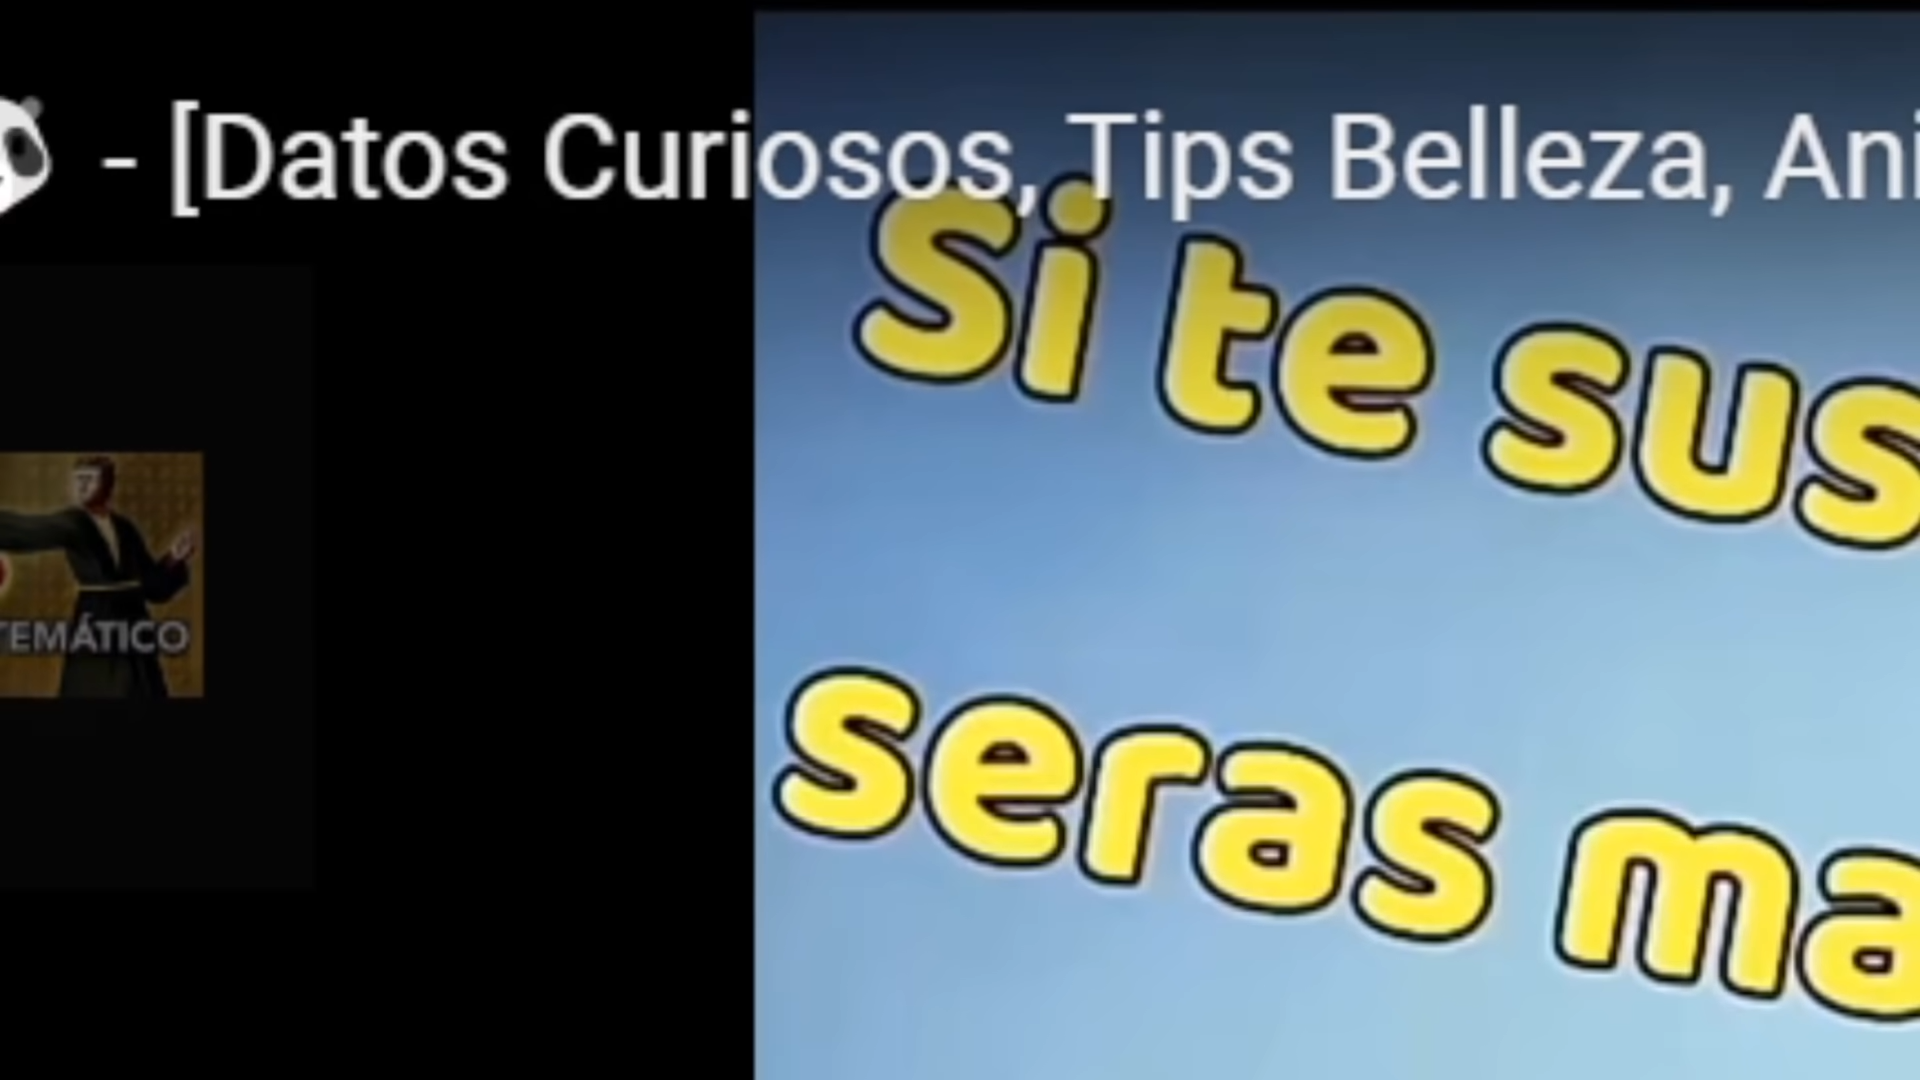 - [Datos Curiosos, Tips Belleza, Ani
Si te sus
TEMÁTICO
seras ma